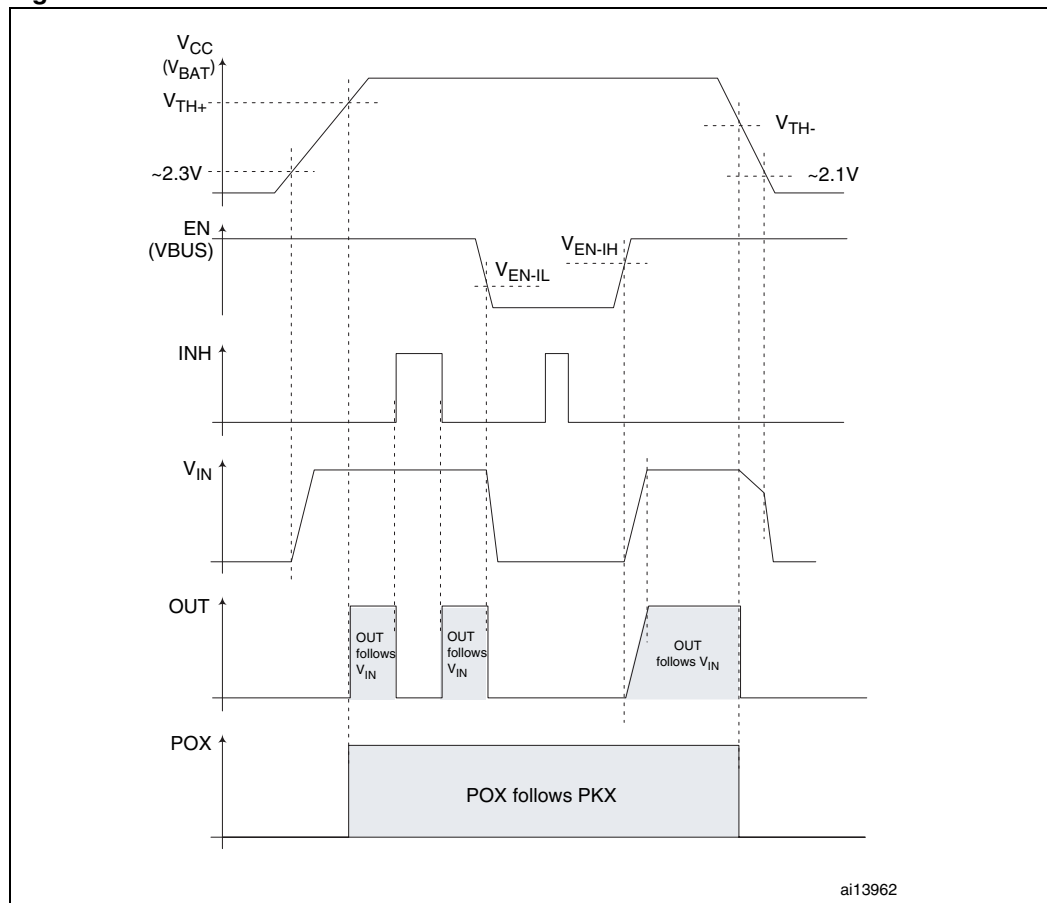 VCC
(VBAT)
VTH+
VTH-
~2.3V
~2.1V
EN
(VBUS)
VEN-IL
VEN-IH
INH
VIN
OUT
OUT
follows
VIN
OUT
follows
VIN
OUT
follows VIN
POX
POX follows PKX
ai13962